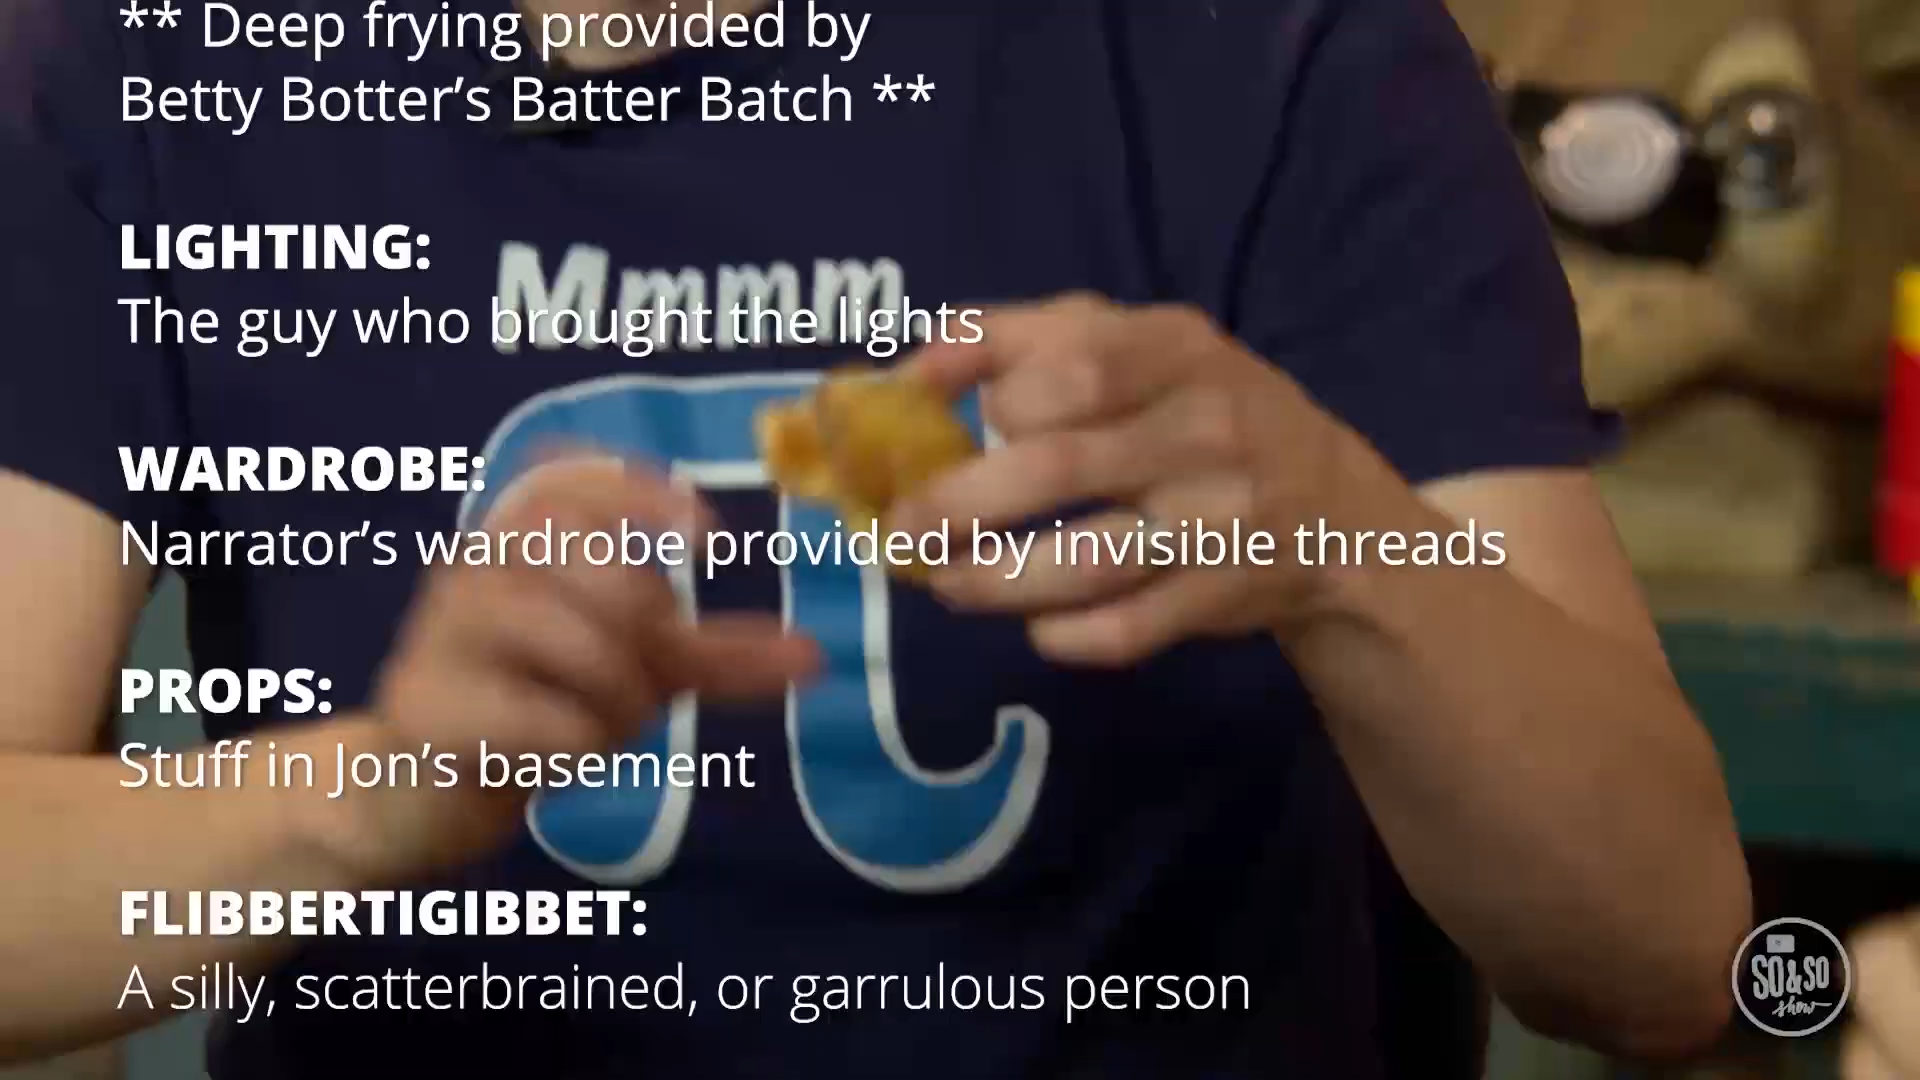 ** Deep frying provided by
Betty Botter's Batter Batch **
LIGHTING:
Mmmm
The guy who brought the lights
WARDROBE:
Narrator's wardrobe provided by invisible threads
PROPS:
Stuff in Jon's basement
FLIBBERTIGIBBET:
A silly, scatterbrained, or garrulous person
SO&SO
show